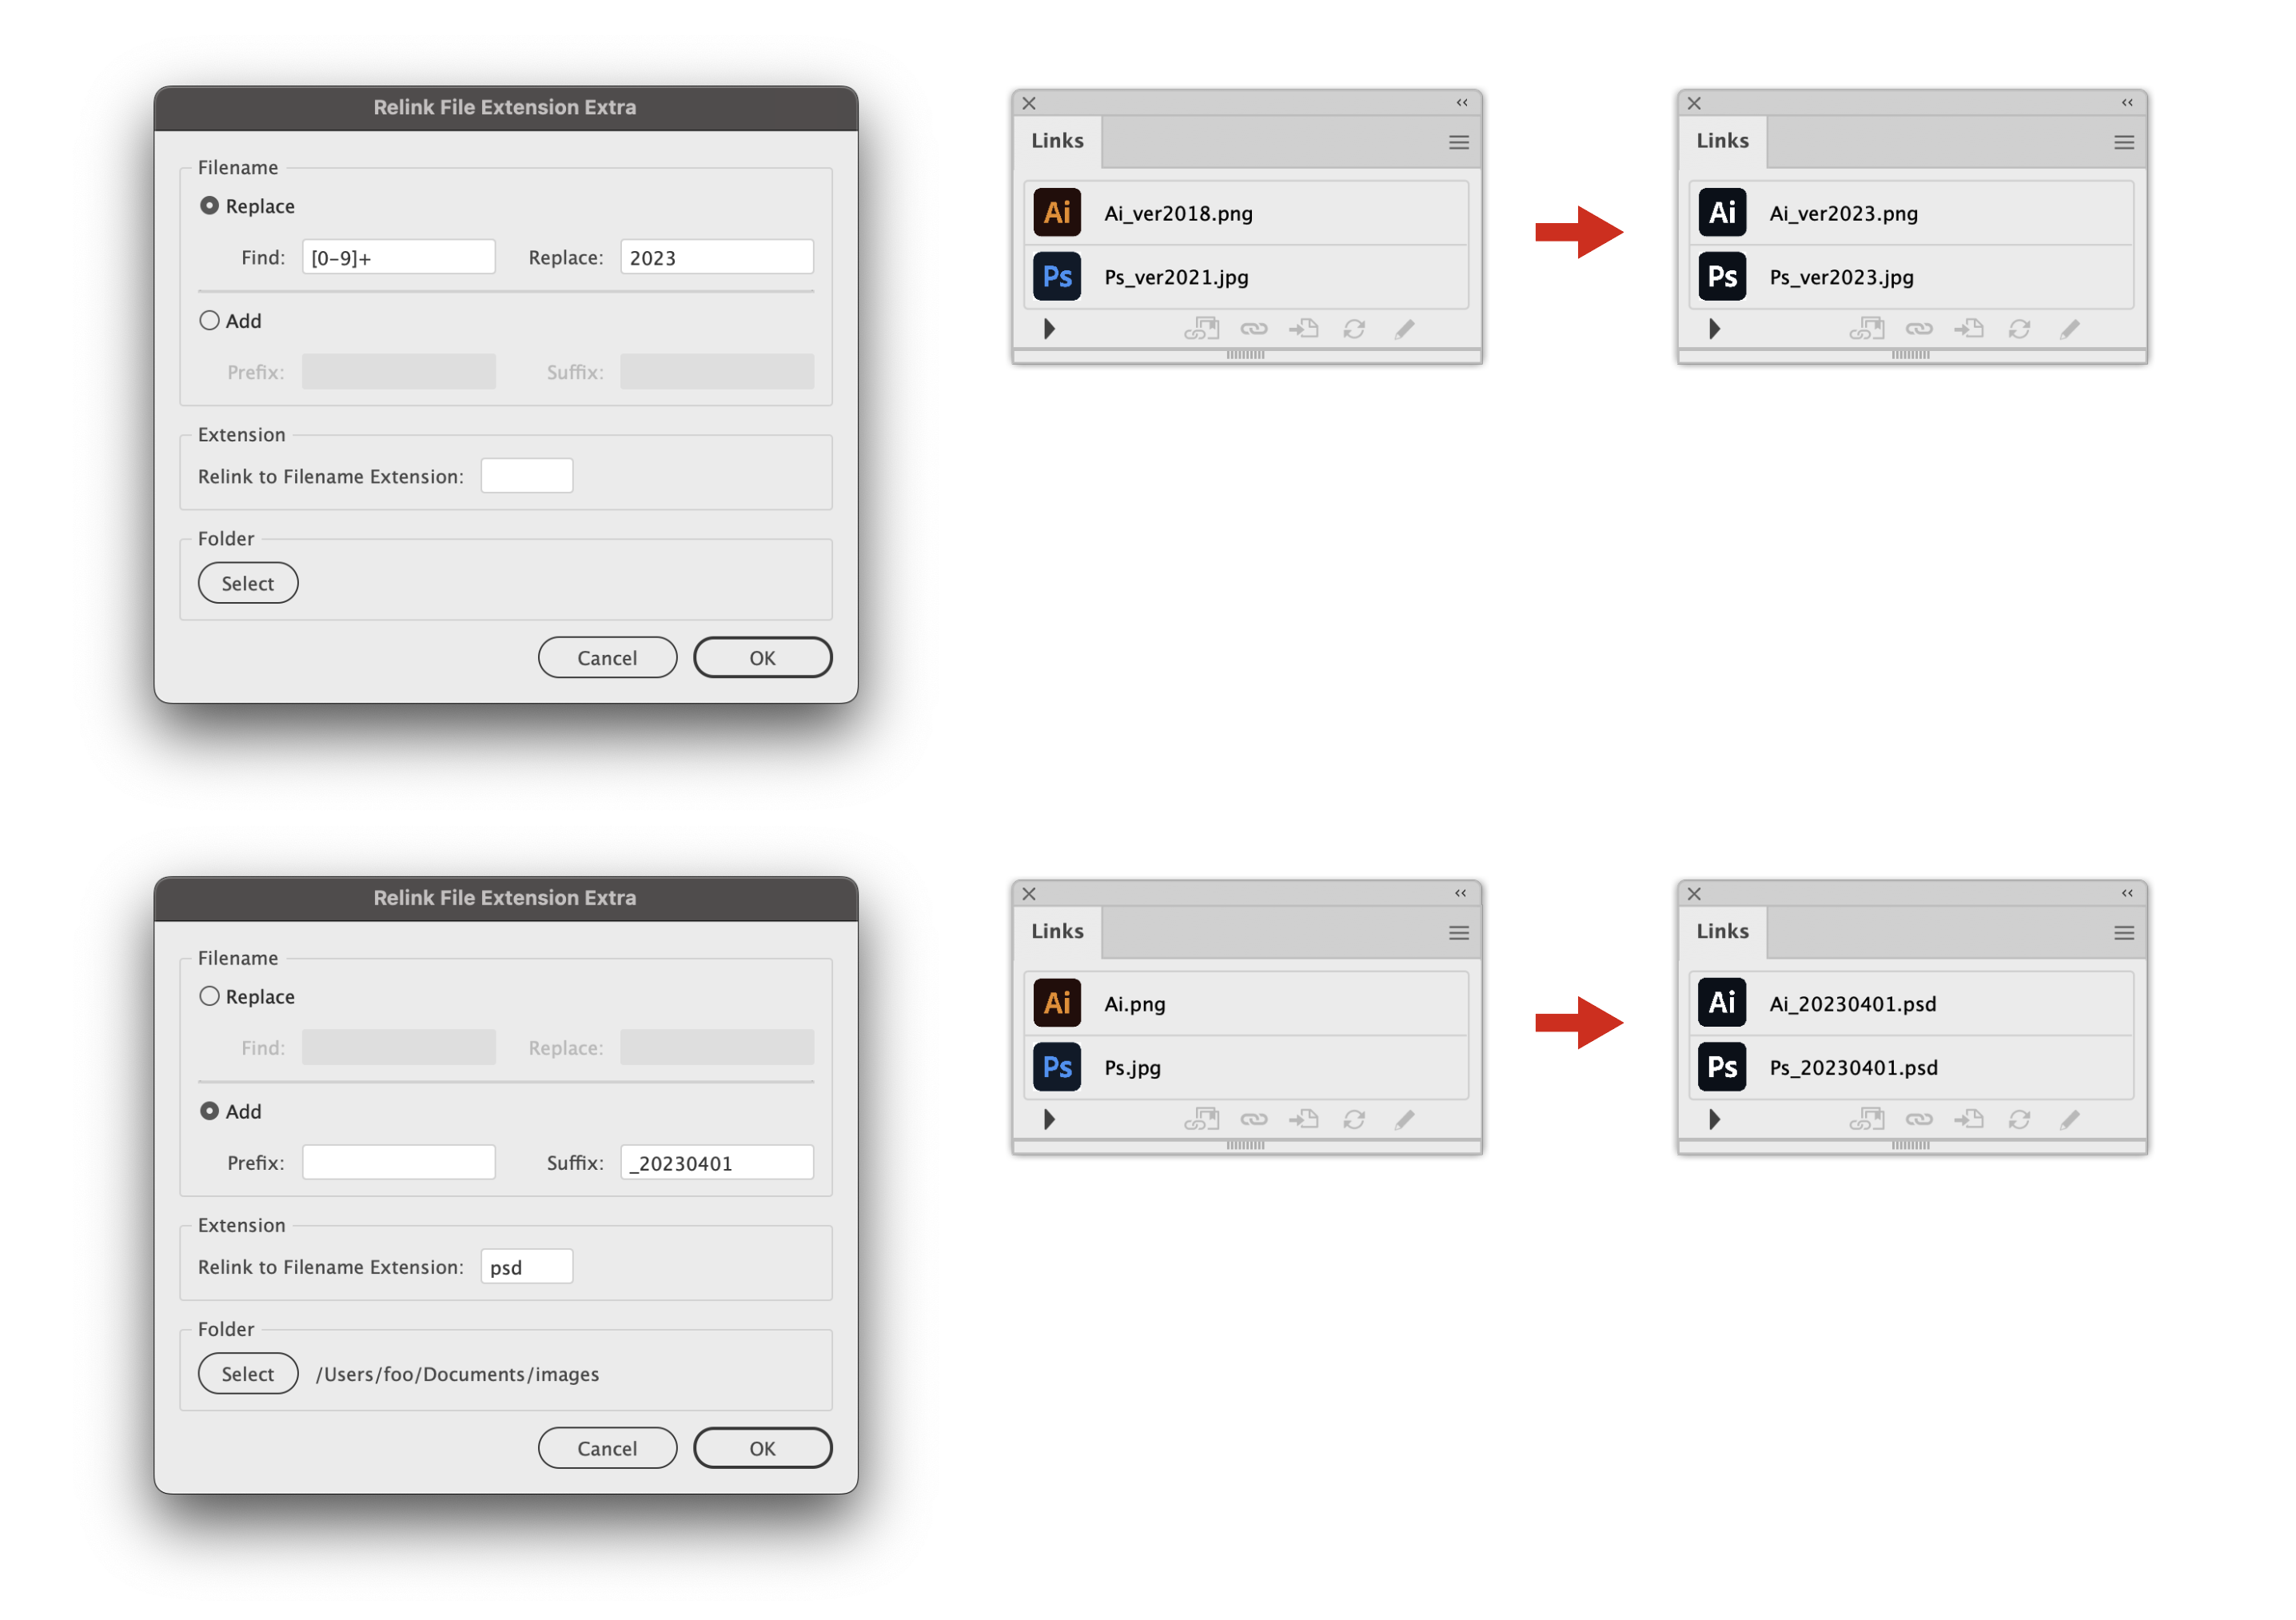 Relink File Extension Extra
Filename
Replace
Find: [0-9]+ Replace: 2023
Add
Prefix: Suffix:
Extension
Relink to Filename Extension:
Folder
Select
Cancel OK
Links
Ai Ai_ver2018.png
Ps Ps_ver2021.jpg
Links
Ai Ai_ver2023.png
Ps Ps_ver2023.jpg
Relink File Extension Extra
Filename
Replace
Find: Replace:
Add
Prefix: Suffix: _20230401
Extension
Relink to Filename Extension: psd
Folder
Select /Users/foo/Documents/images
Cancel OK
Links
Ai Ai.png
Ps Ps.jpg
Links
Ai Ai_20230401.psd
Ps Ps_20230401.psd